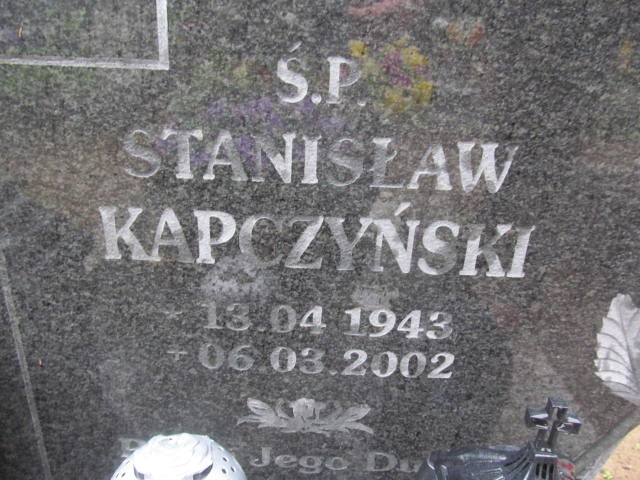 Ś.P.
STANISŁAW
KAPCZYŃSKI
* 13.04 1943
+ 06.03.2002
Jego